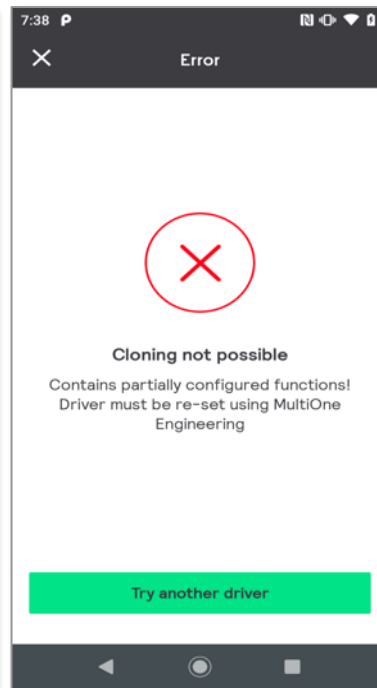 7:38
Error
Cloning not possible
Contains partially configured functions!
Driver must be re-set using MultiOne
Engineering
Try another driver